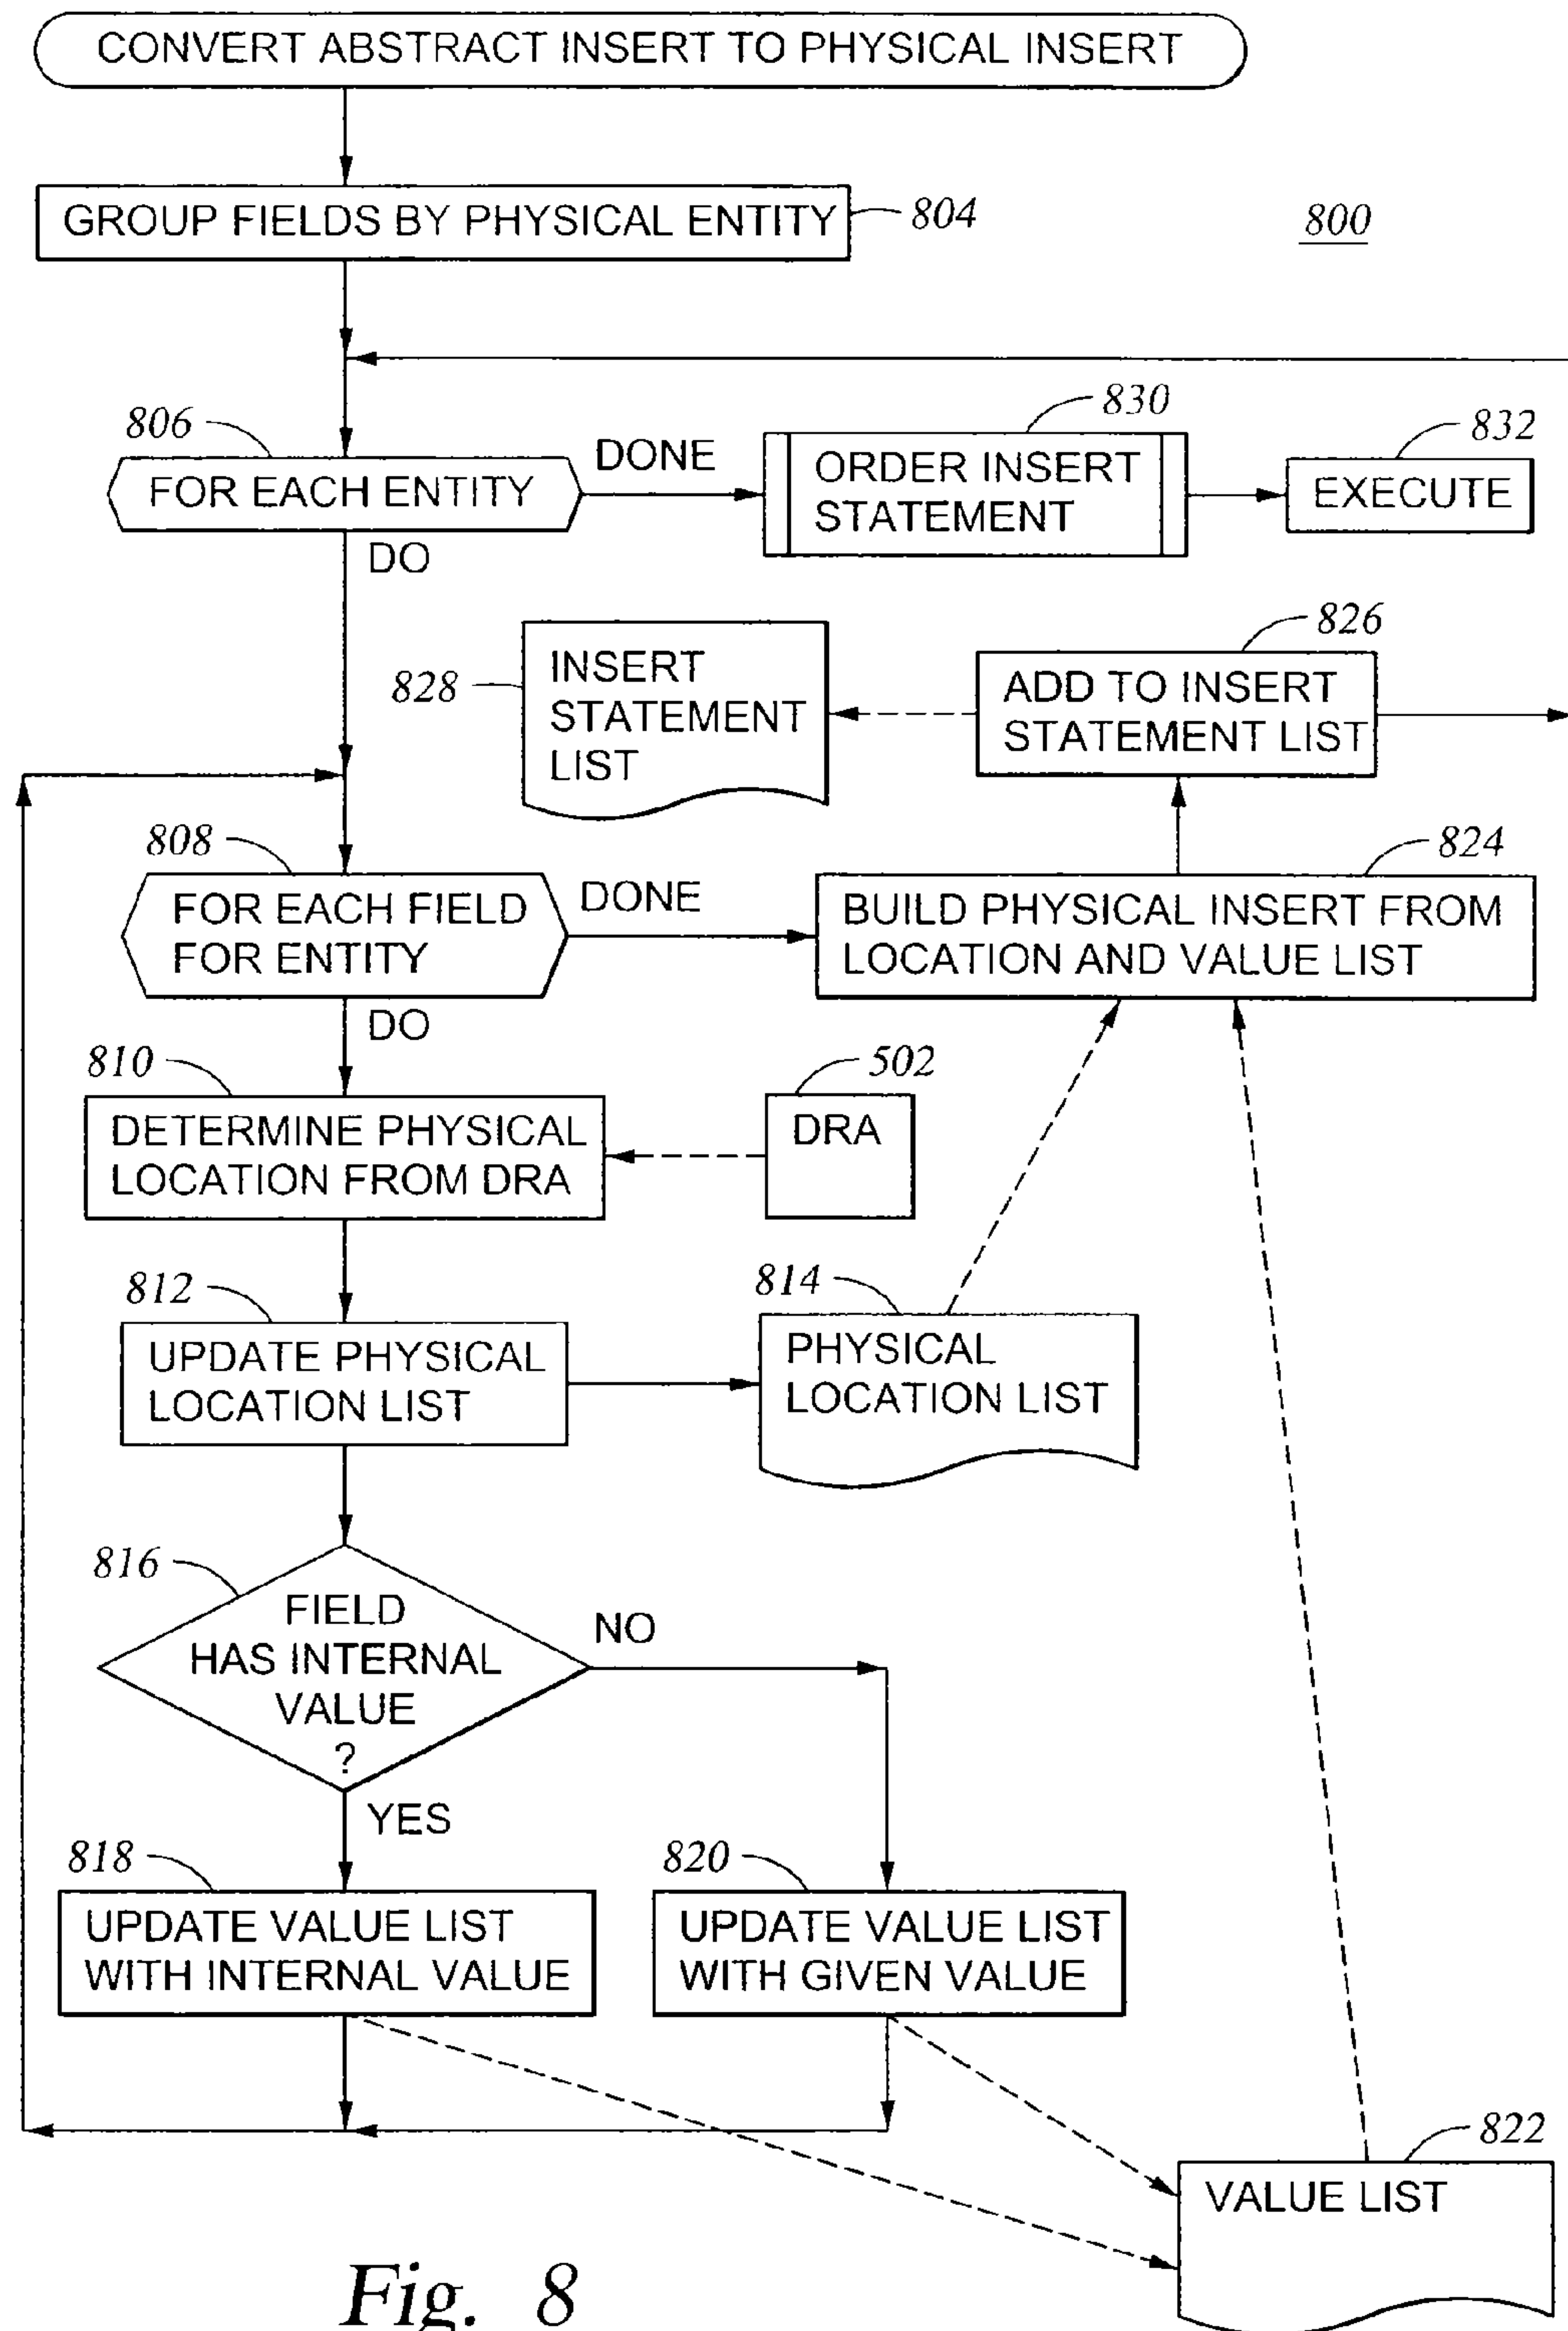 CONVERT ABSTRACT INSERT TO PHYSICAL INSERT
GROUP FIELDS BY PHYSICAL ENTITY
804
800
806
FOR EACH ENTITY
DONE
DO
830
ORDER INSERT
STATEMENT
832
EXECUTE
828
INSERT
STATEMENT
LIST
826
ADD TO INSERT
STATEMENT LIST
808
FOR EACH FIELD
FOR ENTITY
DONE
DO
824
BUILD PHYSICAL INSERT FROM
LOCATION AND VALUE LIST
810
DETERMINE PHYSICAL
LOCATION FROM DRA
502
DRA
812
UPDATE PHYSICAL
LOCATION LIST
814
PHYSICAL
LOCATION LIST
816
FIELD
HAS INTERNAL
VALUE
?
NO
YES
818
UPDATE VALUE LIST
WITH INTERNAL VALUE
820
UPDATE VALUE LIST
WITH GIVEN VALUE
822
VALUE LIST
Fig. 8